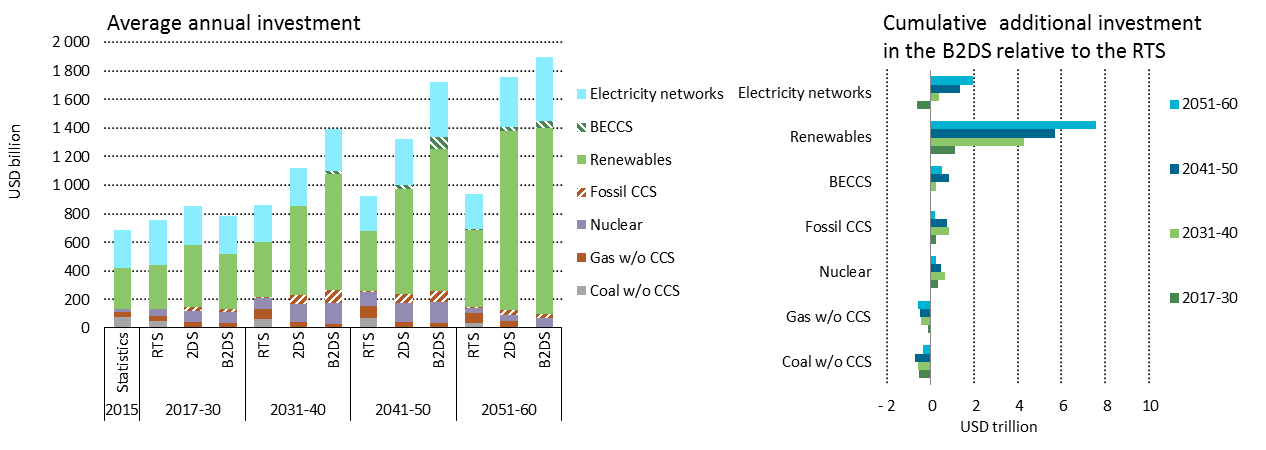 Average annual investment
USD billion
2 000
1 800
1 600
1 400
1 200
1 000
800
600
400
200
0
Statistics
RTS
2DS
B2DS
RTS
2DS
B2DS
RTS
2DS
B2DS
RTS
2DS
B2DS
2015
2017-30
2031-40
2041-50
2051-60
Electricity networks
BECCS
Renewables
Fossil CCS
Nuclear
Gas w/o CCS
Coal w/o CCS
Cumulative additional investment
in the B2DS relative to the RTS
Electricity networks
Renewables
BECCS
Fossil CCS
Nuclear
Gas w/o CCS
Coal w/o CCS
- 2
0
2
4
6
8
10
USD trillion
2051-60
2041-50
2031-40
2017-30